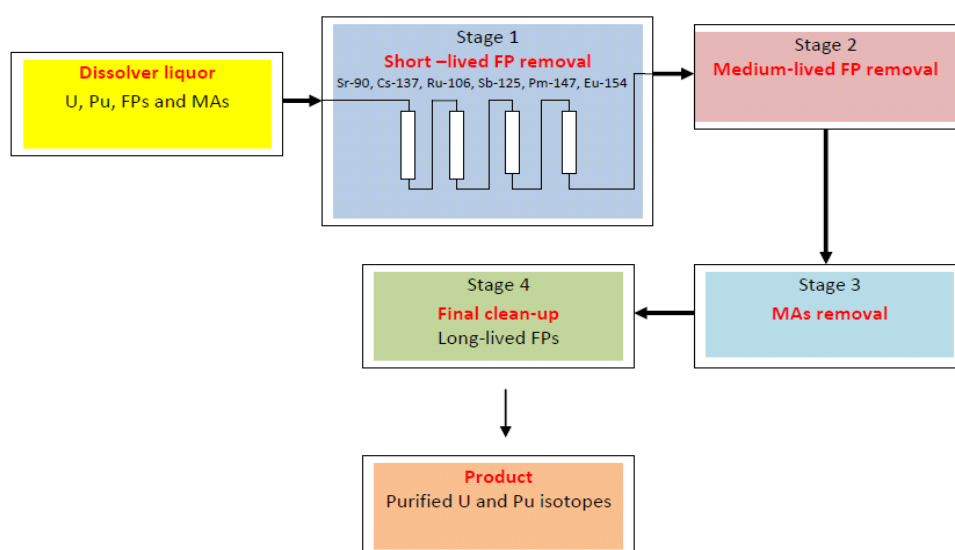 Dissolver liquor
U, Pu, FPs and MAs
Stage 1
Short –lived FP removal
Sr-90, Cs-137, Ru-106, Sb-125, Pm-147, Eu-154
Stage 2
Medium-lived FP removal
Stage 3
MAs removal
Stage 4
Final clean-up
Long-lived FPs
Product
Purified U and Pu isotopes